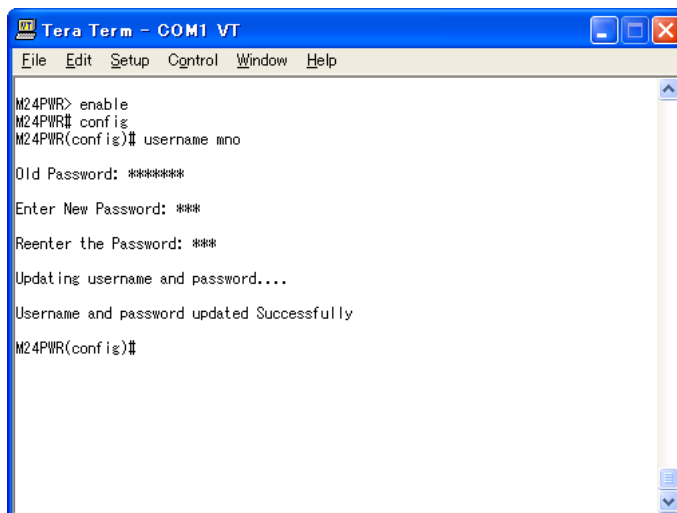 Tera Term - COM1 VT
File Edit Setup Control Window Help
M24PWR> enable
M24PWR# config
M24PWR(config)# username mno
Old Password: *******
Enter New Password: ***
Reenter the Password: ***
Updating username and password....
Username and password updated Successfully
M24PWR(config)#